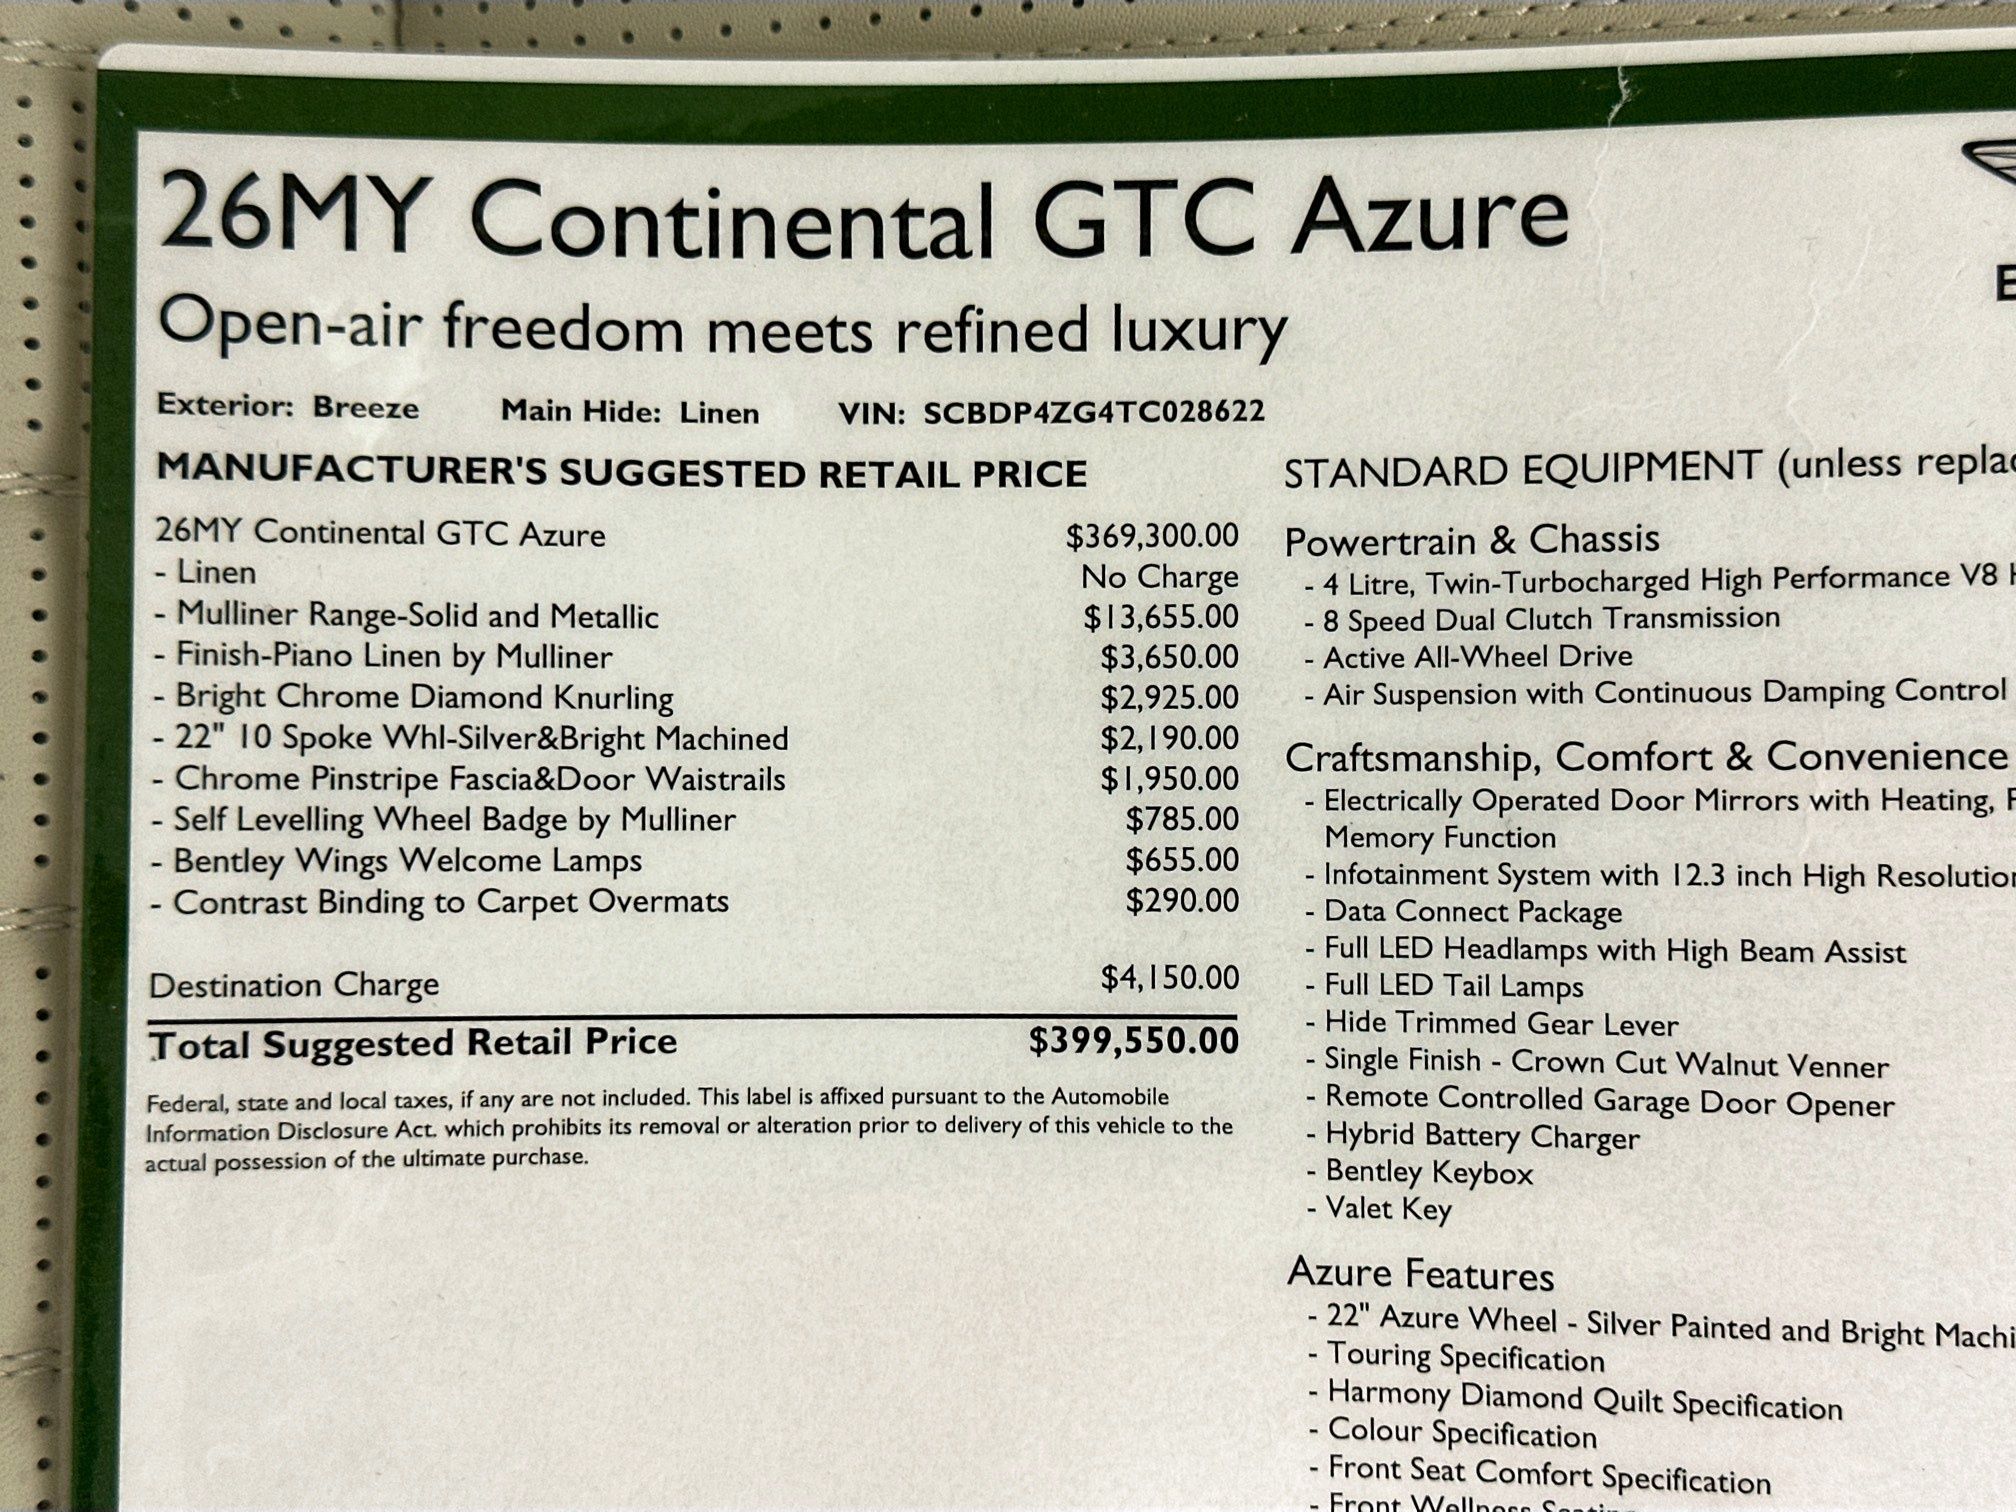 26MY Continental GTC Azure
Open-air freedom meets refined luxury
Exterior: Breeze Main Hide: Linen VIN: SCBDP4ZG4TC028622
MANUFACTURER'S SUGGESTED RETAIL PRICE
26MY Continental GTC Azure $369,300.00
- Linen No Charge
- Mulliner Range-Solid and Metallic $13,655.00
- Finish-Piano Linen by Mulliner $3,650.00
- Bright Chrome Diamond Knurling $2,925.00
- 22" 10 Spoke Whl-Silver&Bright Machined $2,190.00
- Chrome Pinstripe Fascia&Door Waistrails $1,950.00
- Self Levelling Wheel Badge by Mulliner $785.00
- Bentley Wings Welcome Lamps $655.00
- Contrast Binding to Carpet Overmats $290.00
Destination Charge $4,150.00
Total Suggested Retail Price $399,550.00
Federal, state and local taxes, if any are not included. This label is affixed pursuant to the Automobile
Information Disclosure Act. which prohibits its removal or alteration prior to delivery of this vehicle to the
actual possession of the ultimate purchase.
STANDARD EQUIPMENT (unless
Powertrain & Chassis
- 4 Litre, Twin-Turbocharged High Performance V8
- 8 Speed Dual Clutch Transmission
- Active All-Wheel Drive
- Air Suspension with Continuous Damping Control
Craftsmanship, Comfort & Convenience
- Electrically Operated Door Mirrors with Heating,
Memory Function
- Infotainment System with 12.3 inch High
- Data Connect Package
- Full LED Headlamps with High Beam Assist
- Full LED Tail Lamps
- Hide Trimmed Gear Lever
- Single Finish - Crown Cut Walnut Venner
- Remote Controlled Garage Door Opener
- Hybrid Battery Charger
- Bentley Keybox
- Valet Key
Azure Features
- 22" Azure Wheel - Silver Painted and Bright
- Touring Specification
- Harmony Diamond Quilt Specification
- Colour Specification
- Front Seat Comfort Specification
- Front